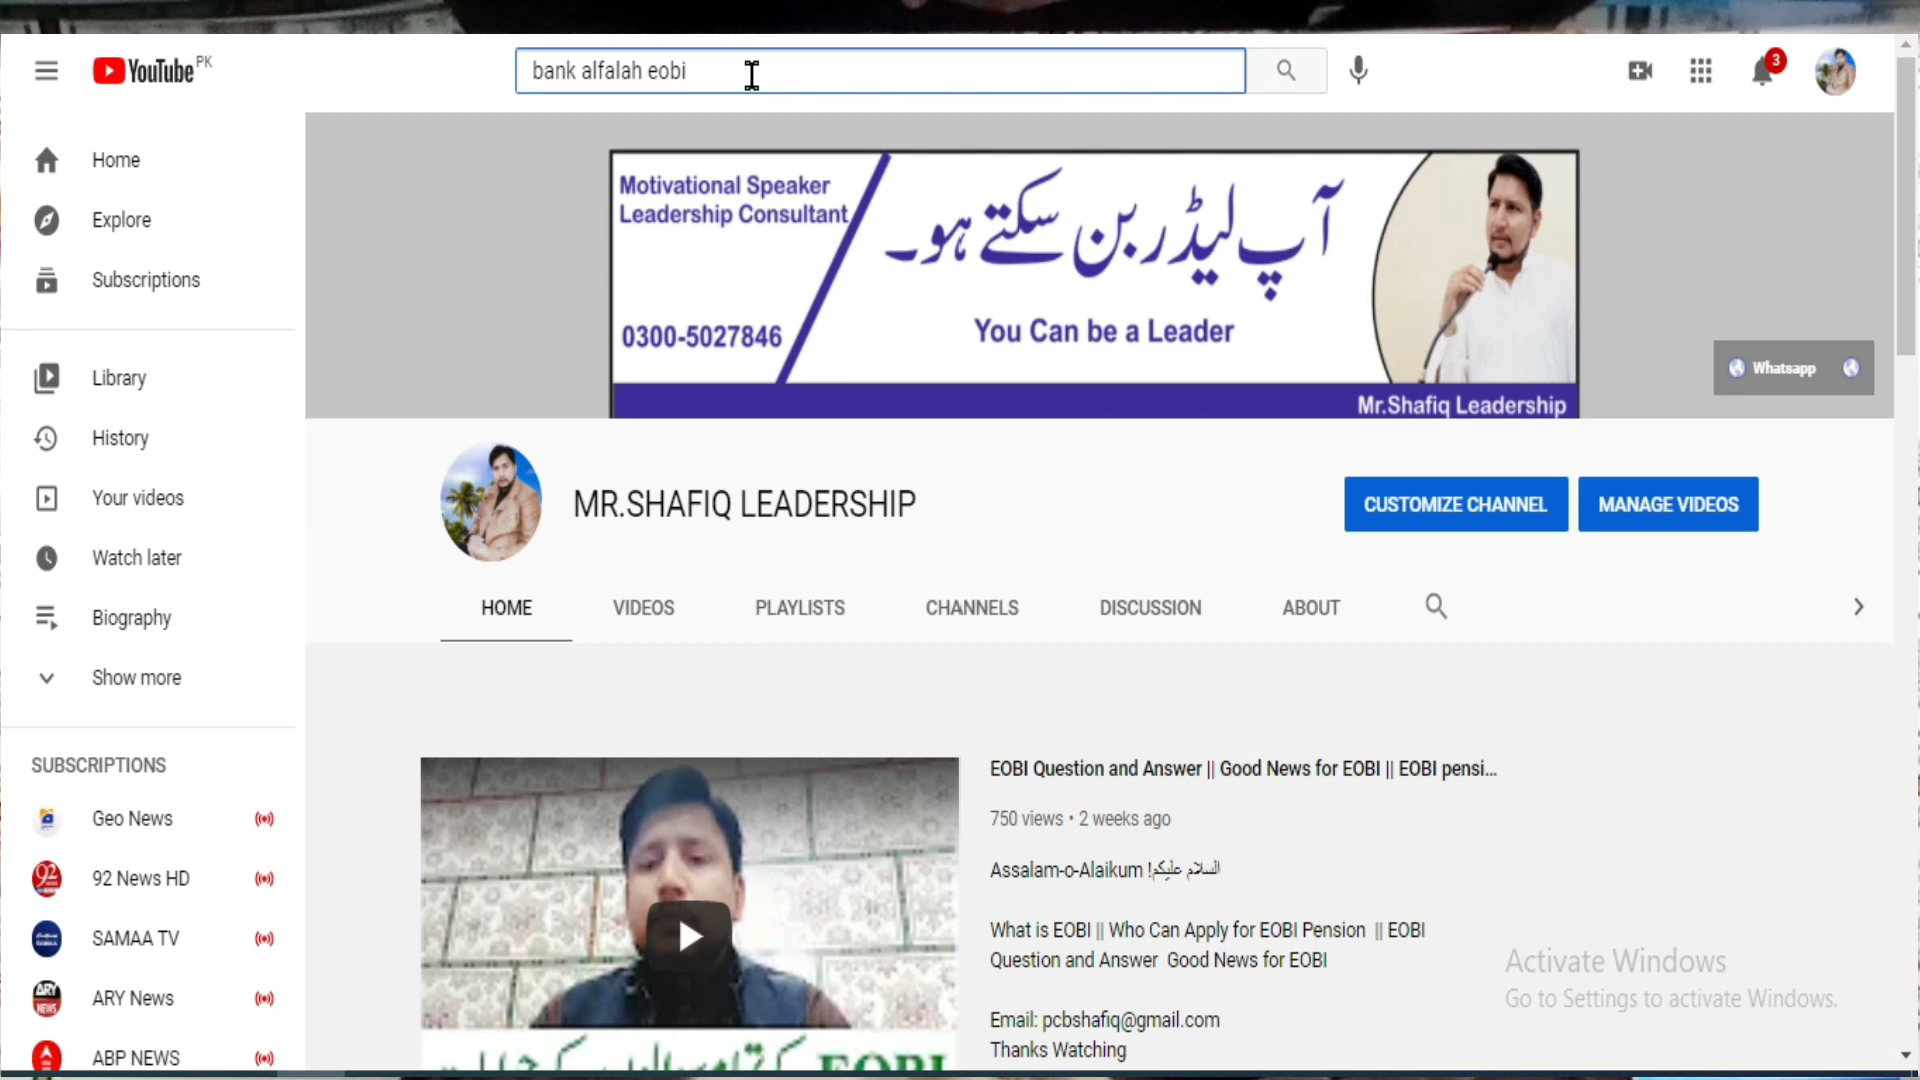 YouTube PK
bank alfalah eobi
3
Home
Explore
Subscriptions
Library
History
Your videos
Watch later
Biography
Show more
SUBSCRIPTIONS
Geo News
92 News HD
SAMAA TV
ARY News
ABP NEWS
Motivational Speaker
Leadership Consultant
0300-5027846
آپ لیڈر بن سکتے ہو۔
You Can be a Leader
Mr.Shafiq Leadership
Whatsapp
MR.SHAFIQ LEADERSHIP
CUSTOMIZE CHANNEL
MANAGE VIDEOS
HOME
VIDEOS
PLAYLISTS
CHANNELS
DISCUSSION
ABOUT
EOBI
EOBI Question and Answer || Good News for EOBI || EOBI pensi...
750 views • 2 weeks ago
Assalam-o-Alaikum !السلام علیکم
What is EOBI || Who Can Apply for EOBI Pension || EOBI
Question and Answer Good News for EOBI
Email: pcbshafiq@gmail.com
Thanks Watching
Activate Windows
Go to Settings to activate Windows.